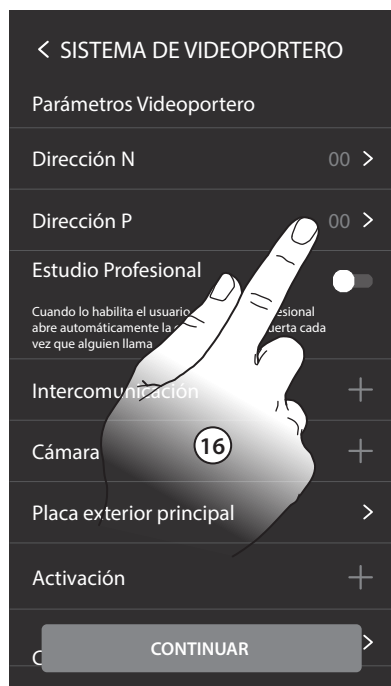 < SISTEMA DE VIDEOPORTERO
Parámetros Videoportero
Dirección N 00 >
Dirección P 00 >
Estudio Profesional
Cuando lo habilita el usuario
abre automáticamente la puerta cada
vez que alguien llama
Intercomunicación +
Cámara +
16
Placa exterior principal >
Activación +
CONTINUAR >